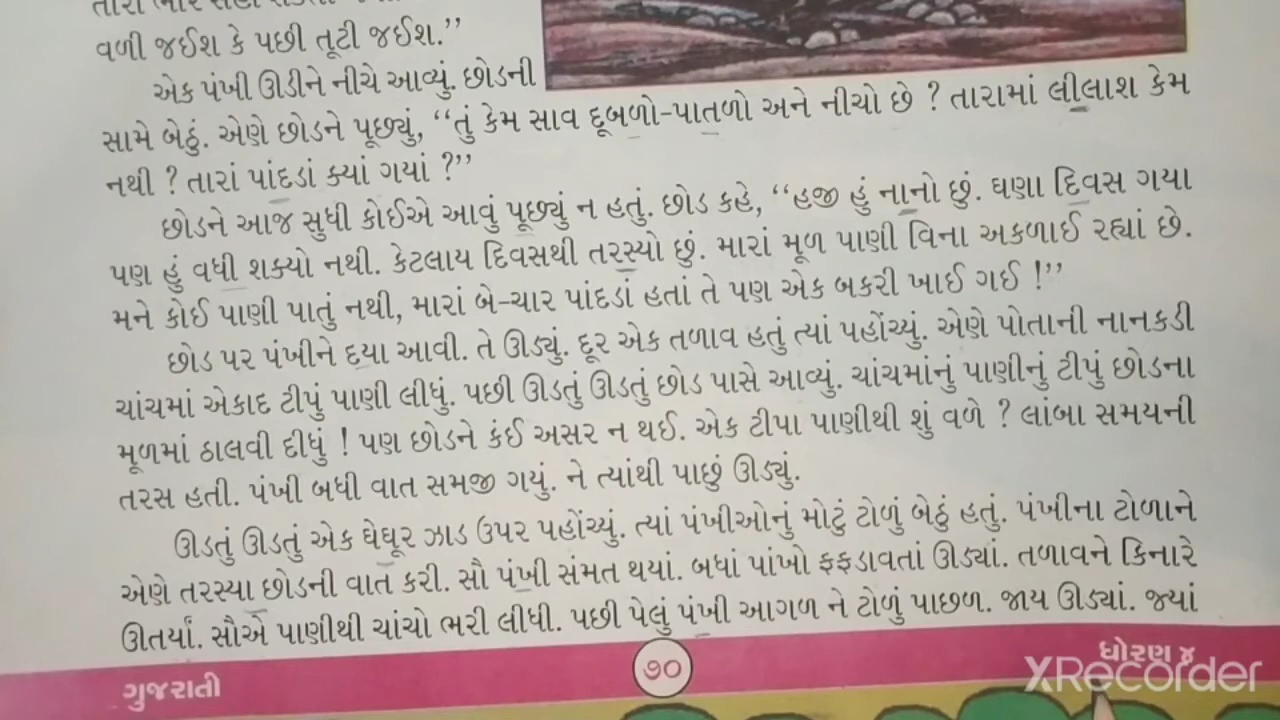 વળી જઈશ કે પછી તૂટી જઈશ.”
એક પંખી ઊડીને નીચે આવ્યું. છોડની
સામે બેઠું. એણે છોડને પૂછ્યું, “તું કેમ સાવ દૂબળો-પાતળો અને નીચો છે ? તારામાં લીલાશ કેમ
નથી ? તારાં પાંદડાં ક્યાં ગયાં ?”
છોડને આજ સુધી કોઈએ આવું પૂછ્યું ન હતું. છોડ કહે, “હજી હું નાનો છું. ઘણા દિવસ ગયા
પણ હું વધી શક્યો નથી. કેટલાય દિવસથી તરસ્યો છું. મારાં મૂળ પાણી વિના અકળાઈ રહ્યાં છે.
મને કોઈ પાણી પાતું નથી, મારાં બે-ચાર પાંદડાં હતાં તે પણ એક બકરી ખાઈ ગઈ !”
છોડ પર પંખીને દયા આવી. તે ઊડ્યું. દૂર એક તળાવ હતું ત્યાં પહોંચ્યું. એણે પોતાની નાનકડી
ચાંચમાં એકાદ ટીપું પાણી લીધું. પછી ઊડતું ઊડતું છોડ પાસે આવ્યું. ચાંચમાંનું પાણીનું ટીપું છોડના
મૂળમાં ઠાલવી દીધું ! પણ છોડને કંઈ અસર ન થઈ. એક ટીપા પાણીથી શું વળે ? લાંબા સમયની
તરસ હતી. પંખી બધી વાત સમજી ગયું. ને ત્યાંથી પાછું ઊડ્યું.
ઊડતું ઊડતું એક ઘેઘૂર ઝાડ ઉપર પહોંચ્યું. ત્યાં પંખીઓનું મોટું ટોળું બેઠું હતું. પંખીના ટોળાને
એણે તરસ્યા છોડની વાત કરી. સૌ પંખી સંમત થયાં. બધાં પાંખો ફફડાવતાં ઊડ્યાં. તળાવને કિનારે
ઊતર્યાં. સૌએ પાણીથી ચાંચો ભરી લીધી. પછી પેલું પંખી આગળ ને ટોળું પાછળ. જાય ઊડ્યાં. જ્યાં
ગુજરાતી
૭૦
ધોરણ ૪
XRecorder